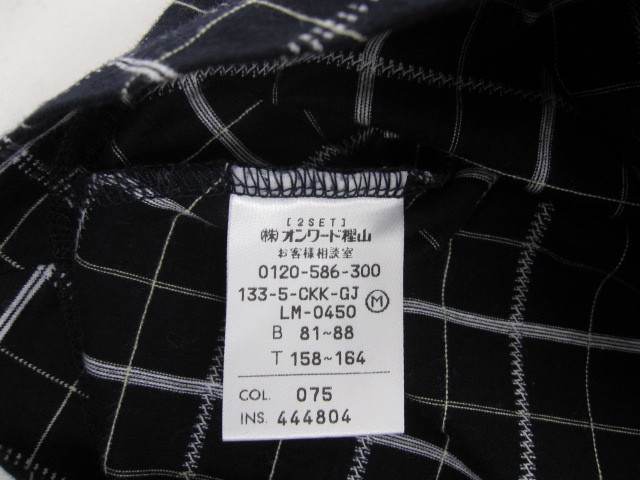 [2SET]
㈱オンワード樫山
お客様相談室
0120-586-300
133-5-CKK-GJ Ⓜ
LM-0450
B 81~88
T 158~164
COL. 075
INS. 444804